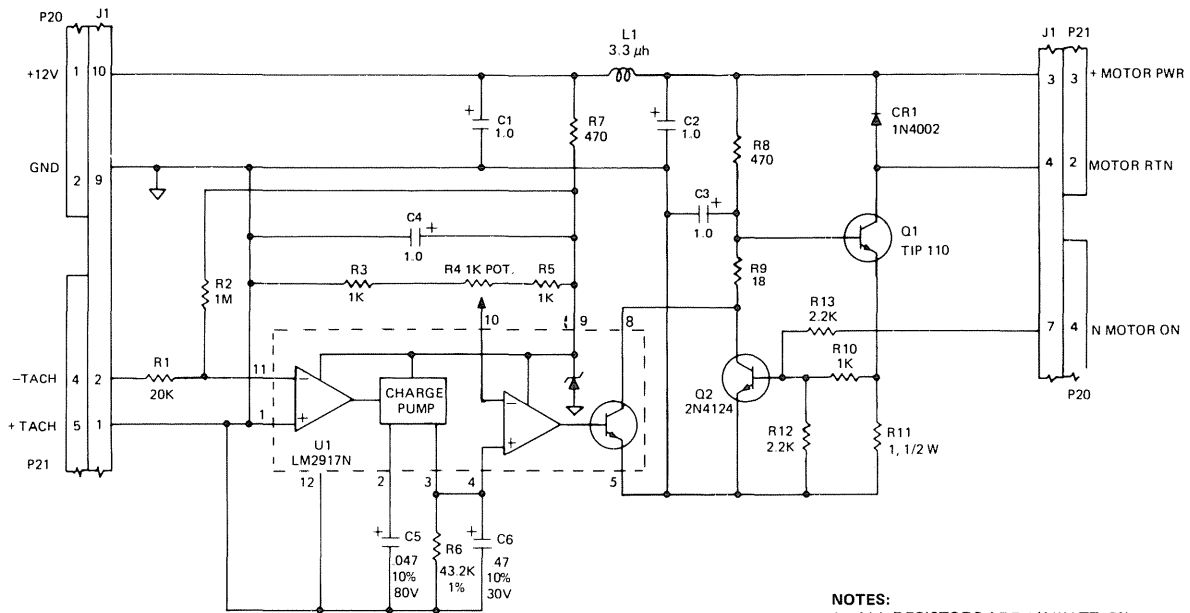 P20
J1
+12V
1
10
GND
2
9
–TACH
4
2
+ TACH
5
1
P21
L1
3.3 μh
C1
1.0
R7
470
C2
1.0
R8
470
CR1
1N4002
J1
P21
3
3
+ MOTOR PWR
4
2
MOTOR RTN
C3
1.0
C4
1.0
Q1
TIP 110
R2
1M
R3
1K
R4 1K POT.
R5
1K
R9
18
R13
2.2K
7
4
N MOTOR ON
P20
10
9
8
R1
20K
11
–
+
1
CHARGE
PUMP
–
+
U1
LM2917N
12
2
3
4
5
Q2
2N4124
R10
1K
R12
2.2K
R11
1, 1/2 W
C5
.047
10%
80V
R6
43.2K
1%
C6
.47
10%
30V
NOTES: